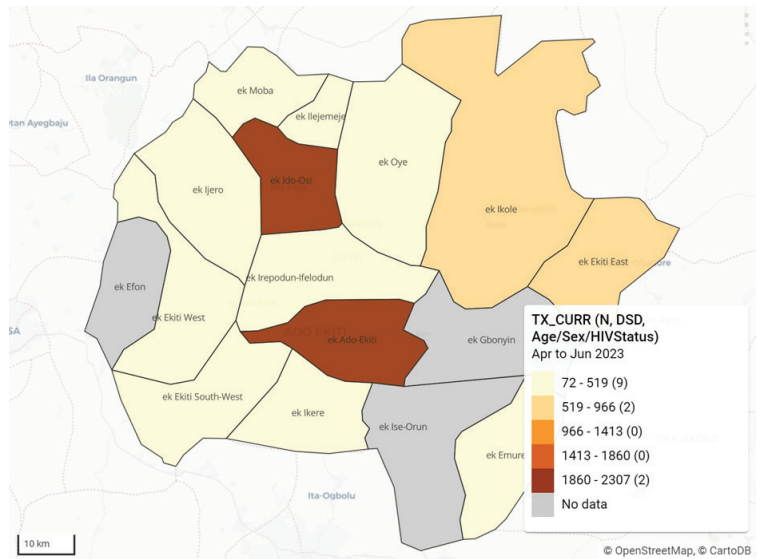 Ila Orangun
ek Moba
ek Ilejemeje
tan Ayegbaju
ek Oye
ek Ido-Osi
ek Ijero
ek Ikole
ek Ekiti East
ek Irepodun-Ifelodun
ek Efon
ek Ekiti West
SA
ADO EKITI
ek Ado-Ekiti
ek Gbonyin
ek Ekiti South-West
ek Ikere
ek Ise-Orun
ek Emure
Ita-Ogbolu
TX_CURR (N, DSD,
Age/Sex/HIVStatus)
Apr to Jun 2023
72 - 519 (9)
519 - 966 (2)
966 - 1413 (0)
1413 - 1860 (0)
1860 - 2307 (2)
No data
10 km
© OpenStreetMap, © CartoDB